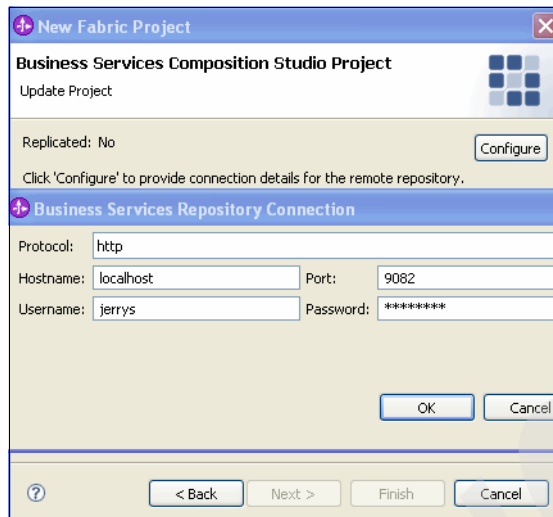 New Fabric Project
Business Services Composition Studio Project
Update Project
Replicated: No
Configure
Click 'Configure' to provide connection details for the remote repository.
Business Services Repository Connection
Protocol: http
Hostname: localhost Port: 9082
Username: jerrys Password: ********
OK Cancel
? < Back Next > Finish Cancel